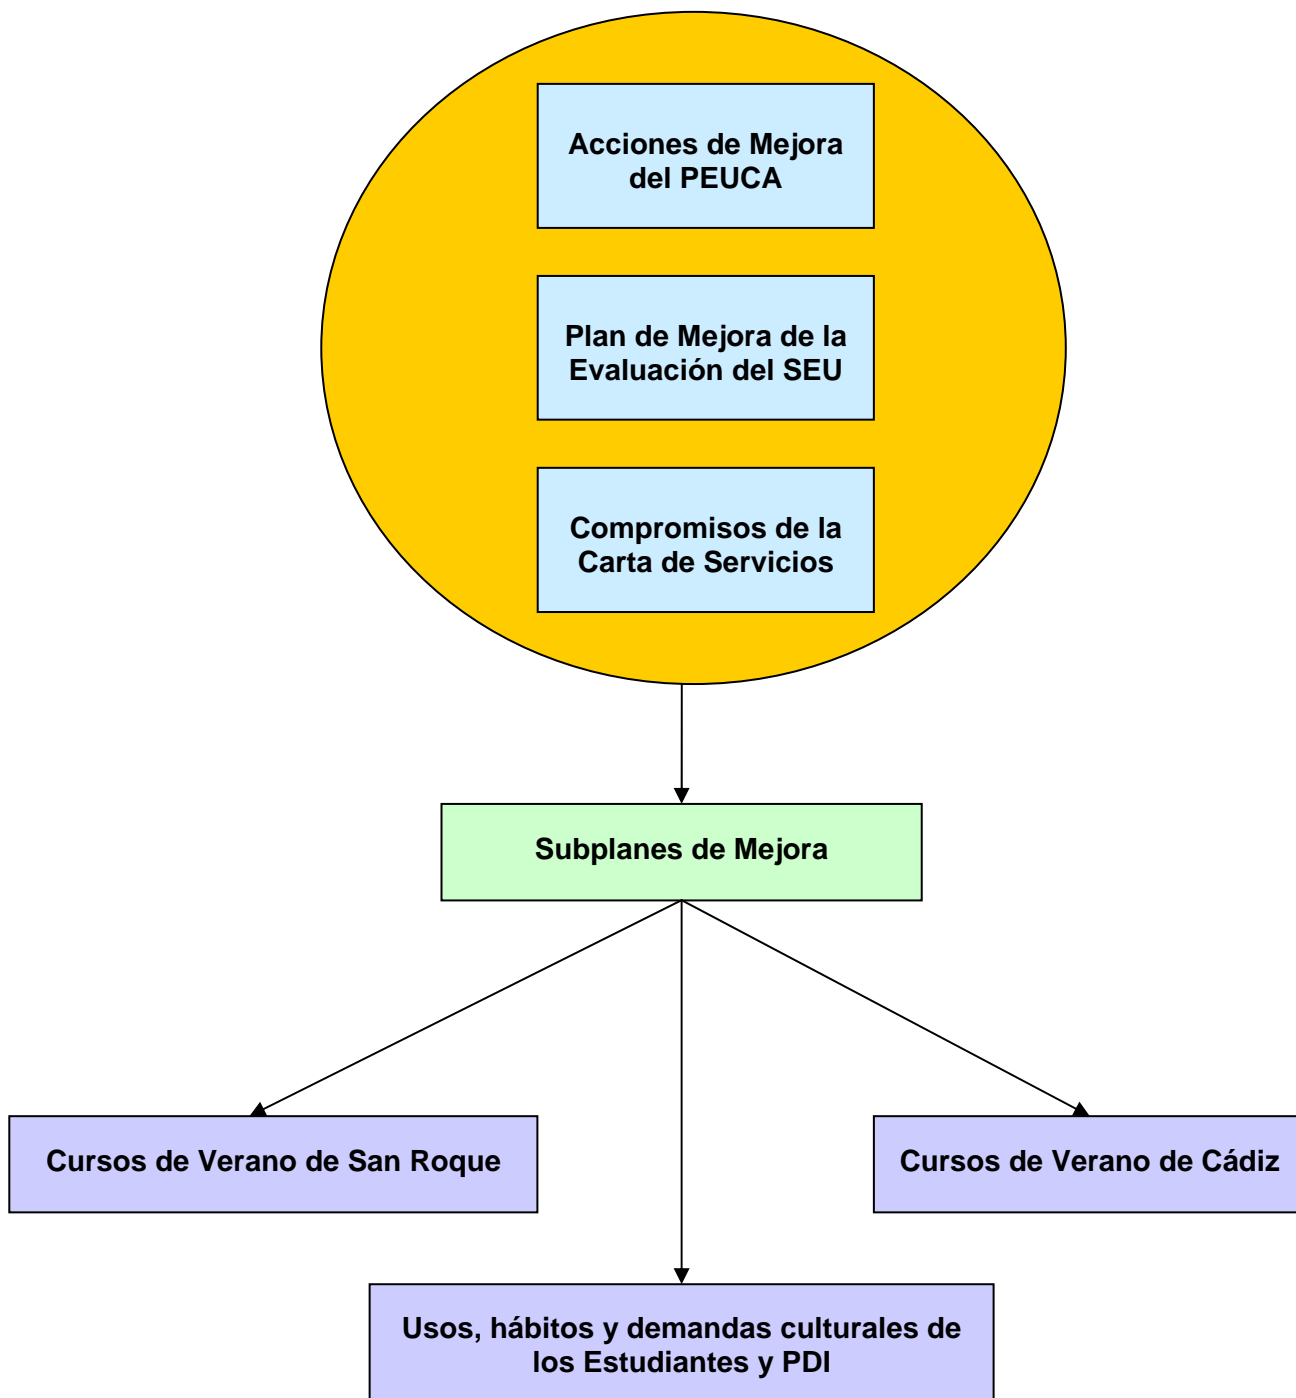 Acciones de Mejora
del PEUCA
Plan de Mejora de la
Evaluación del SEU
Compromisos de la
Carta de Servicios
Subplanes de Mejora
Cursos de Verano de San Roque
Cursos de Verano de Cádiz
Usos, hábitos y demandas culturales de
los Estudiantes y PDI